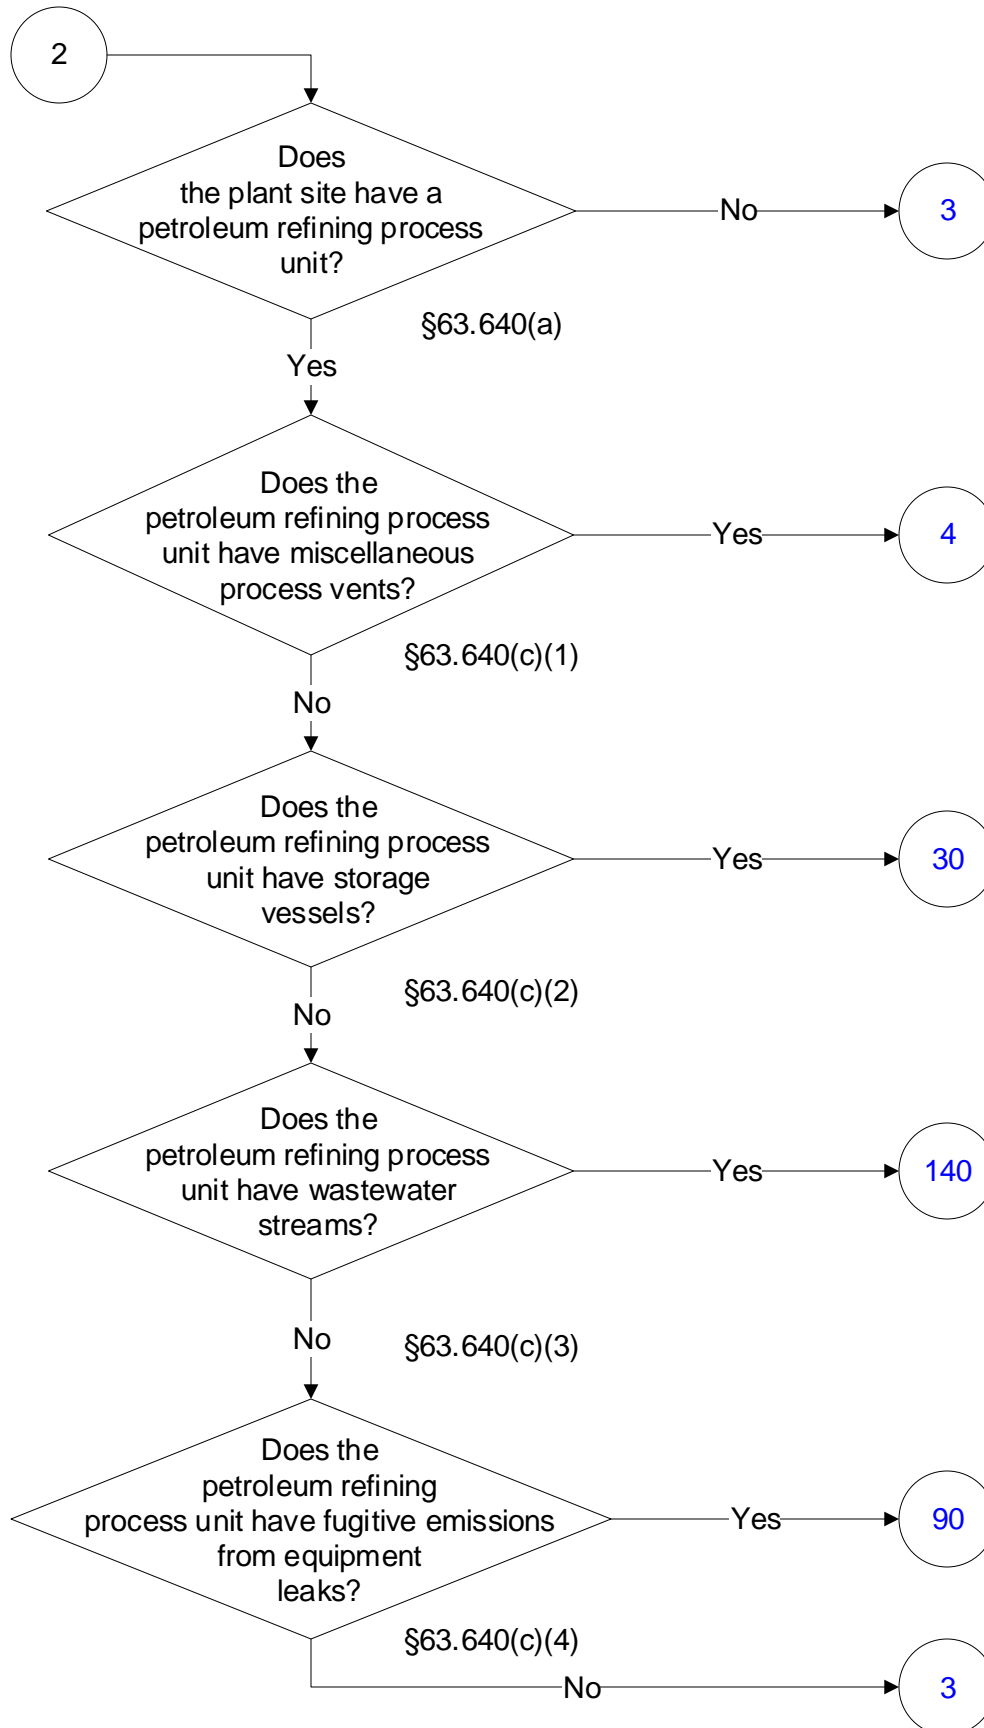 2
Does
the plant site have a
petroleum refining process
unit?
No
3
§63.640(a)
Yes
Does the
petroleum refining process
unit have miscellaneous
process vents?
Yes
4
§63.640(c)(1)
No
Does the
petroleum refining process
unit have storage
vessels?
Yes
30
§63.640(c)(2)
No
Does the
petroleum refining process
unit have wastewater
streams?
Yes
140
No
§63.640(c)(3)
Does the
petroleum refining
process unit have fugitive emissions
from equipment
leaks?
Yes
90
§63.640(c)(4)
No
3